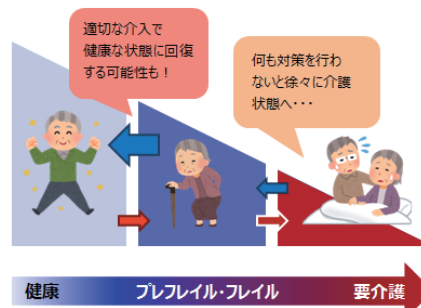 適切な介入で
健康な状態に回復
する可能性も！
何も対策を行わ
ないと徐々に介護
状態へ・・・
健康
プレフレイル・フレイル
要介護